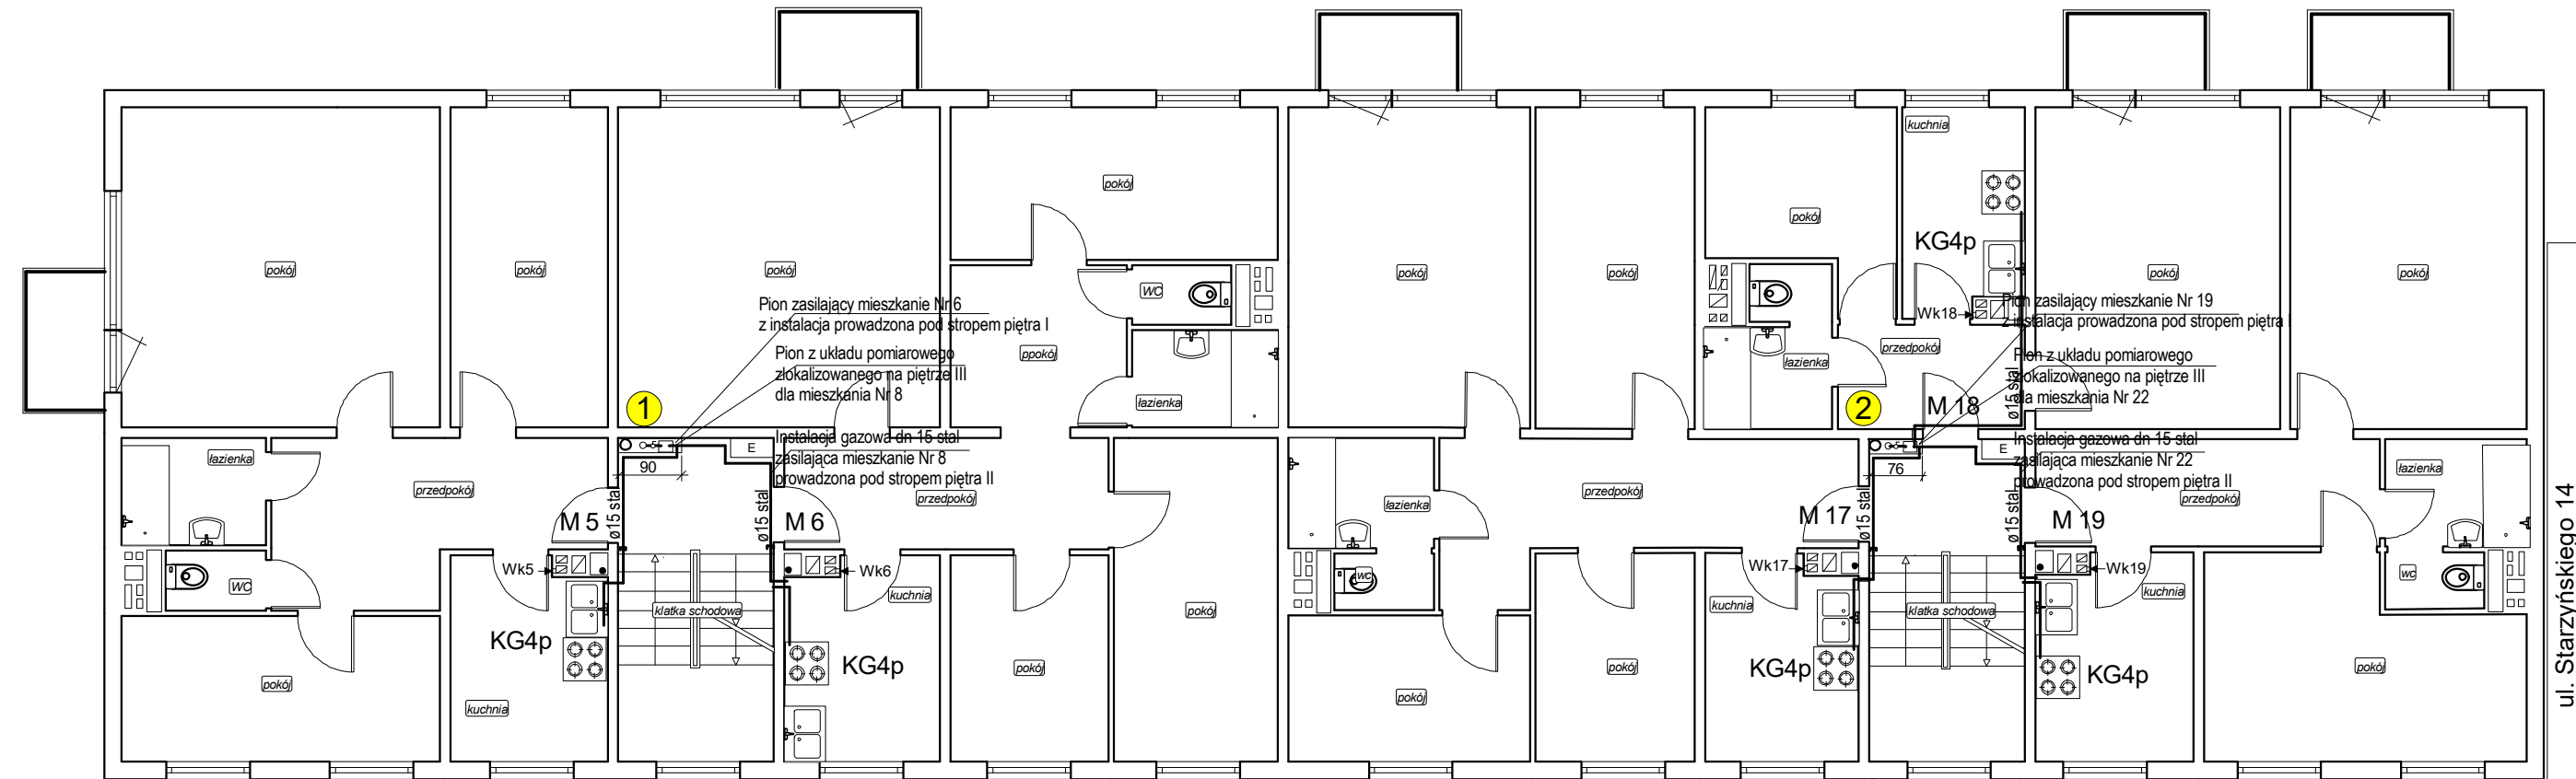 kuchnia
pokój
pokój
KG4p
pokój
pokój
pokój
pokój
pokój
pokój
pokój
WC
Pion zasilający mieszkanie Nr 6
z instalacja prowadzona pod stropem piętra I
Wk18
Pion zasilający mieszkanie Nr 19
z instalacja prowadzona pod stropem piętra I
ppokój
Pion z układu pomiarowego
zlokalizowanego na piętrze III
dla mieszkania Nr 8
łazienka
przedpokój
Pion z układu pomiarowego
zlokalizowanego na piętrze III
dla mieszkania Nr 22
ø15 stal
1
łazienka
2
M 18
łazienka
E
90
Instalacja gazowa dn 15 stal
zasilająca mieszkanie Nr 8
prowadzona pod stropem piętra II
E
76
Instalacja gazowa dn 15 stal
zasilająca mieszkanie Nr 22
prowadzona pod stropem piętra II
łazienka
przedpokój
przedpokój
łazienka
przedpokój
przedpokój
M 5
ø15 stal
ø15 stal
M 6
M 17
ø15 stal
ø15 stal
M 19
WC
Wk5
Wk6
wc
Wk17
Wk19
wc
kuchnia
klatka schodowa
kuchnia
klatka schodowa
kuchnia
KG4p
KG4p
pokój
pokój
KG4p
KG4p
pokój
pokój
kuchnia
pokój
pokój
ul. Starzyńskiego 14